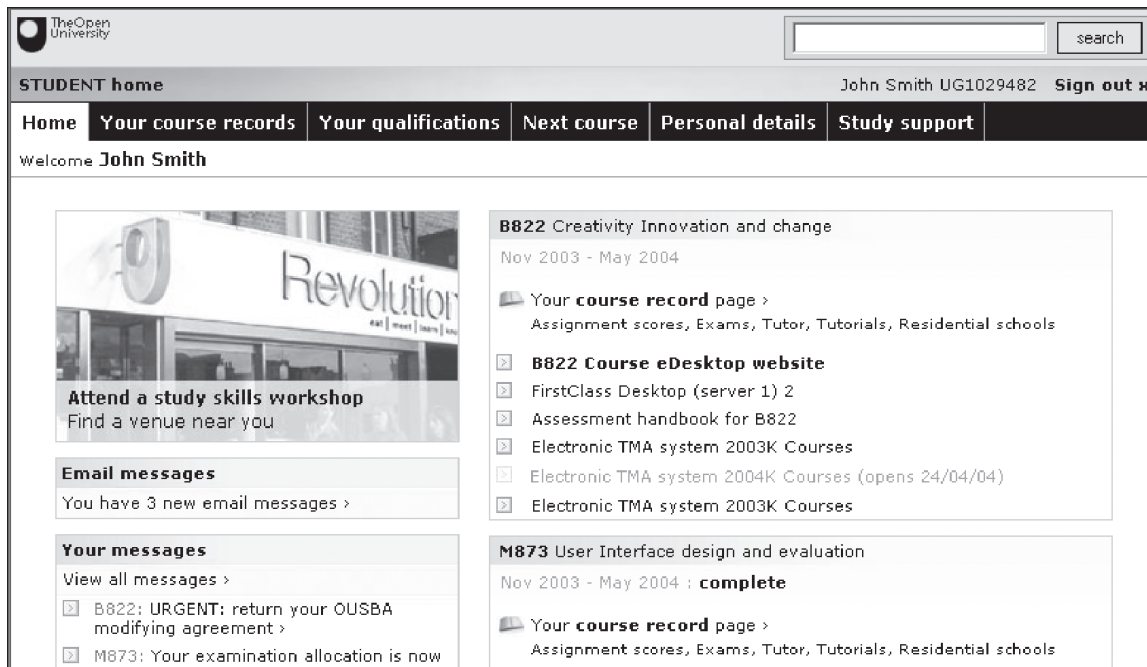 TheOpen
University
search
STUDENT home
John Smith UG1029482 Sign out x
Home Your course records Your qualifications Next course Personal details Study support
Welcome John Smith
Revolution
eat | meet | learn |
Attend a study skills workshop
Find a venue near you
Email messages
You have 3 new email messages ›
Your messages
View all messages ›
B822: URGENT: return your OUSBA
modifying agreement ›
M873: Your examination allocation is now
B822 Creativity Innovation and change
Nov 2003 - May 2004
Your course record page ›
Assignment scores, Exams, Tutor, Tutorials, Residential schools
B822 Course eDesktop website
FirstClass Desktop (server 1) 2
Assessment handbook for B822
Electronic TMA system 2003K Courses
Electronic TMA system 2004K Courses (opens 24/04/04)
Electronic TMA system 2003K Courses
M873 User Interface design and evaluation
Nov 2003 - May 2004 : complete
Your course record page ›
Assignment scores, Exams, Tutor, Tutorials, Residential schools